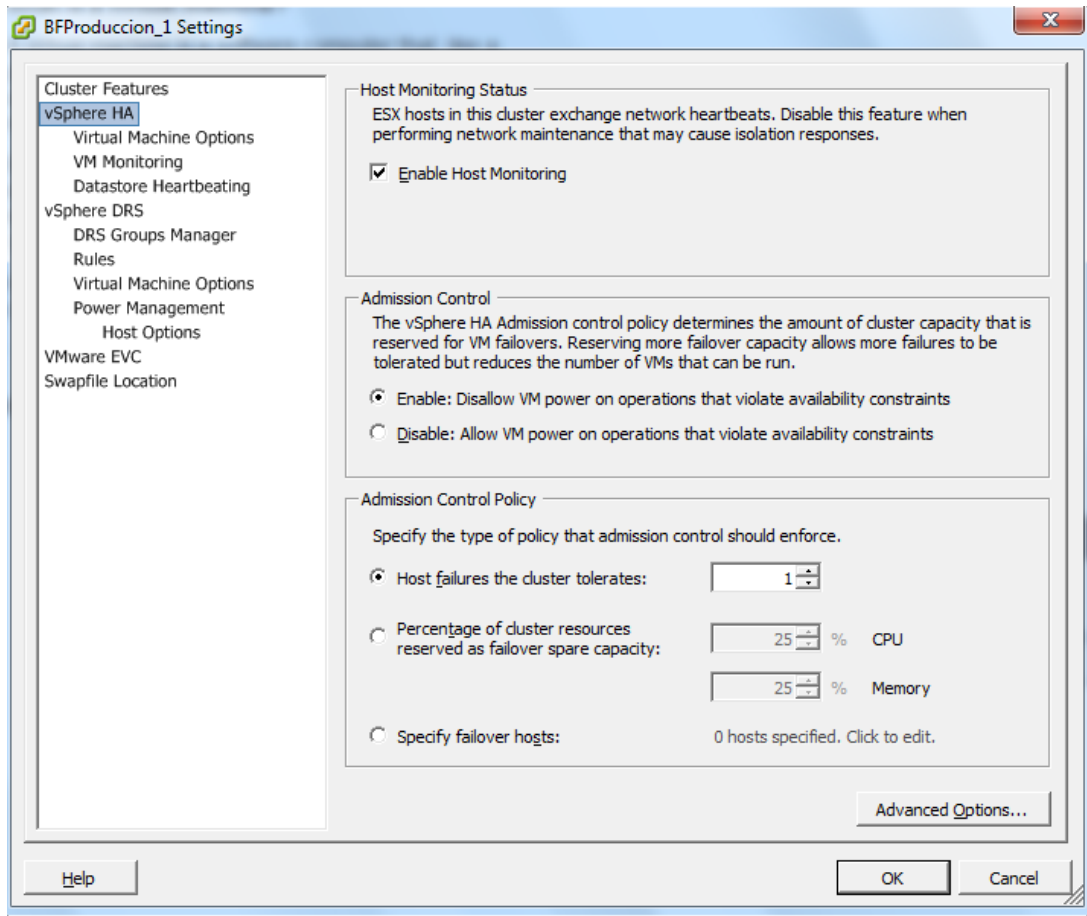 BFProduccion_1 Settings
Cluster Features
vSphere HA
Virtual Machine Options
VM Monitoring
Datastore Heartbeating
vSphere DRS
DRS Groups Manager
Rules
Virtual Machine Options
Power Management
Host Options
VMware EVC
Swapfile Location
Host Monitoring Status
ESX hosts in this cluster exchange network heartbeats. Disable this feature when
performing network maintenance that may cause isolation responses.
Enable Host Monitoring
Admission Control
The vSphere HA Admission control policy determines the amount of cluster capacity that is
reserved for VM failovers. Reserving more failover capacity allows more failures to be
tolerated but reduces the number of VMs that can be run.
Enable: Disallow VM power on operations that violate availability constraints
Disable: Allow VM power on operations that violate availability constraints
Admission Control Policy
Specify the type of policy that admission control should enforce.
Host failures the cluster tolerates: 1
Percentage of cluster resources
reserved as failover spare capacity: 25 % CPU
25 % Memory
Specify failover hosts: 0 hosts specified. Click to edit.
Advanced Options...
Help OK Cancel